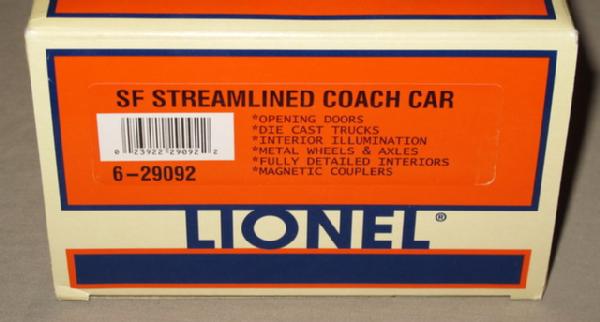 SF STREAMLINED COACH CAR
*OPENING DOORS
*DIE CAST TRUCKS
*INTERIOR ILLUMINATION
*METAL WHEELS & AXLES
*FULLY DETAILED INTERIORS
*MAGNETIC COUPLERS
0 23922 29092 2
6-29092
LIONEL®